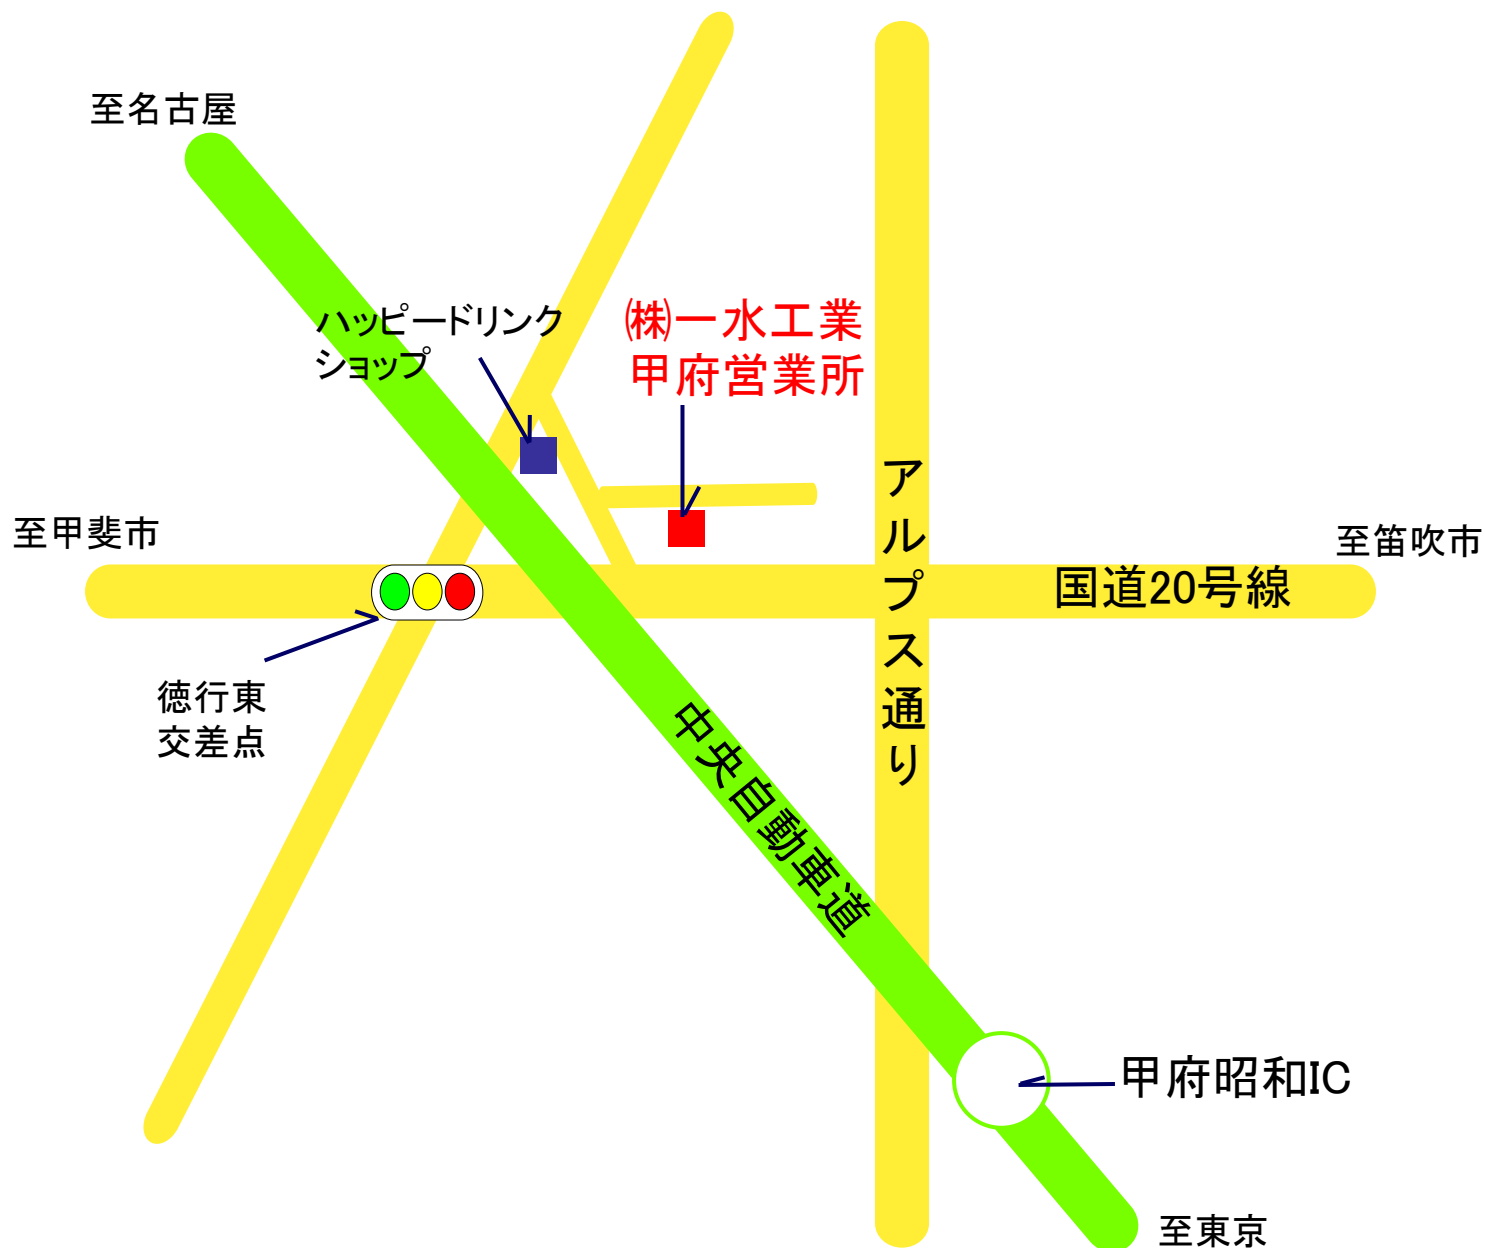 至名古屋
ハッピードリンク
ショップ
㈱一水工業
甲府営業所
アルプス通り
至甲斐市
至笛吹市
国道20号線
徳行東
交差点
中央自動車道
甲府昭和IC
至東京